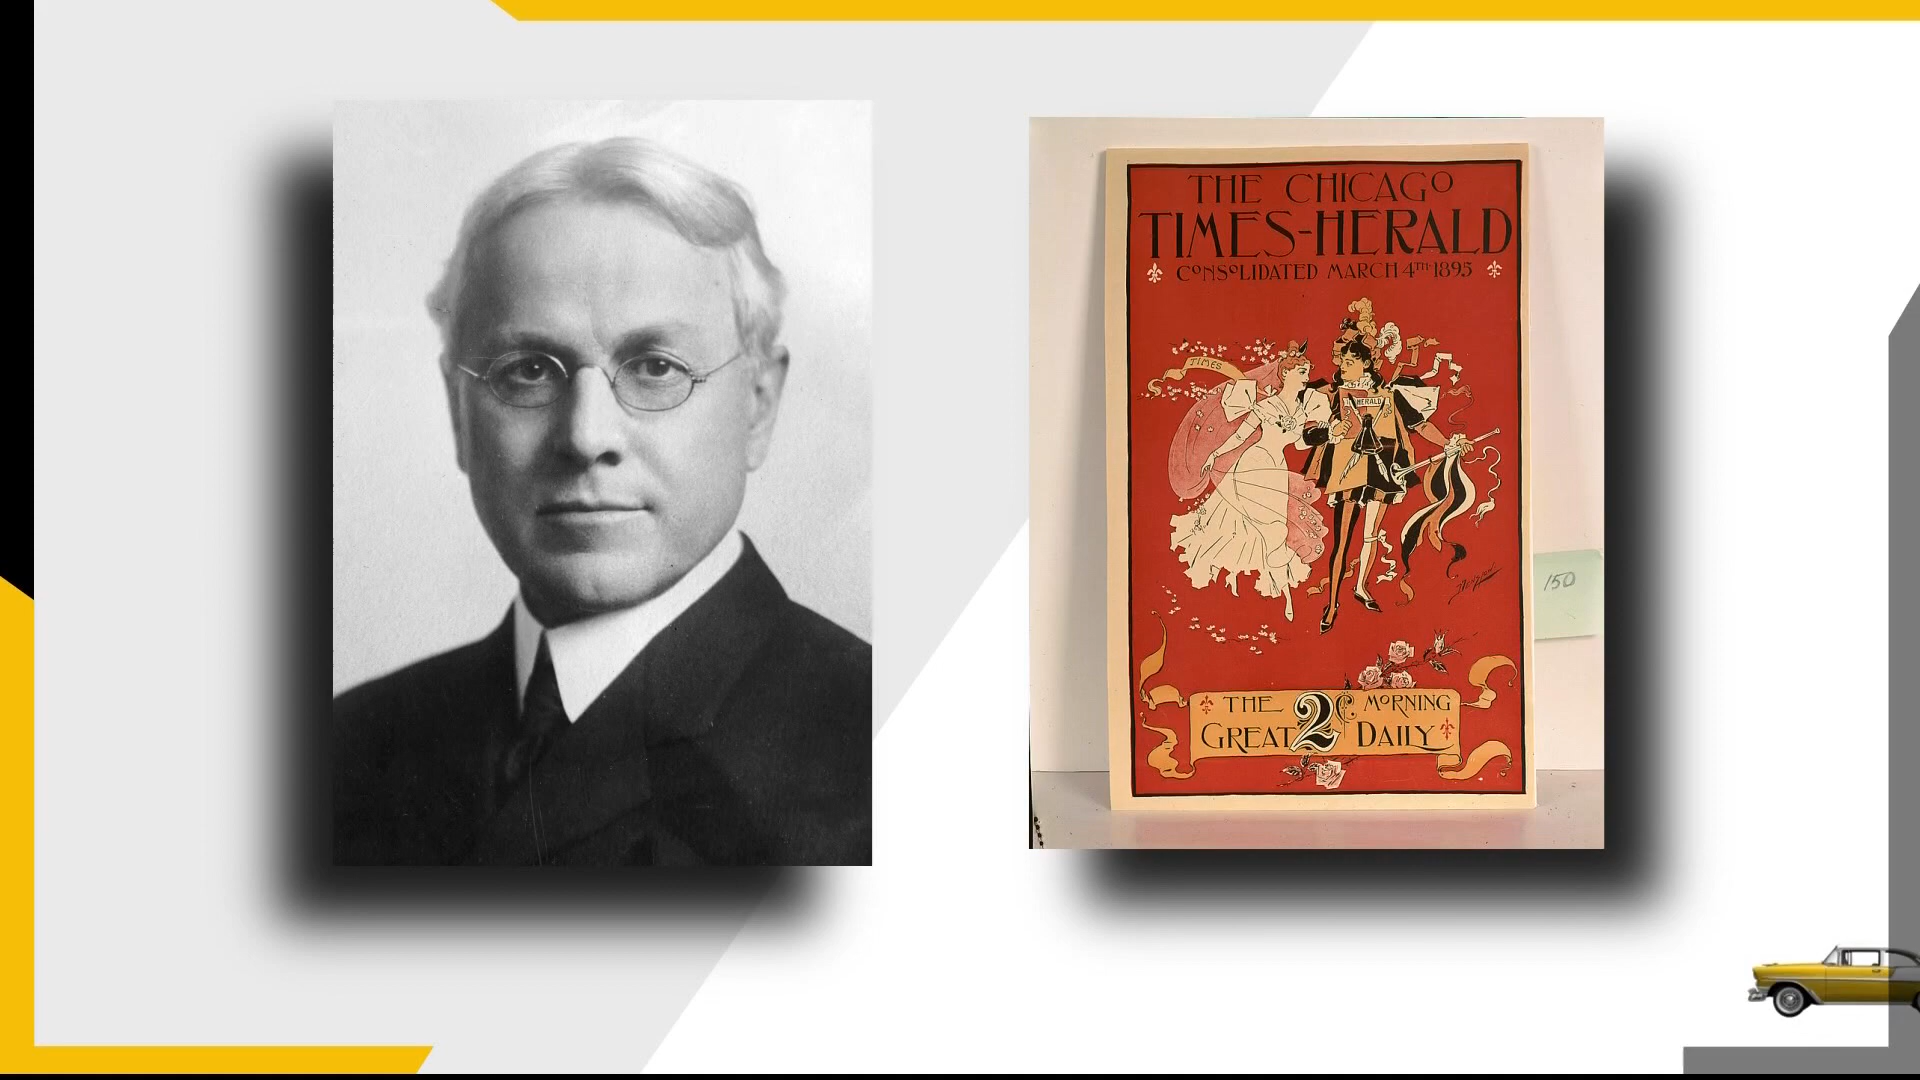 THE CHICAGO
TIMES-HERALD
CONSOLIDATED MARCH 4TH 1895
TIMES
HERALD
150
THE 2¢ MORNING
GREAT DAILY